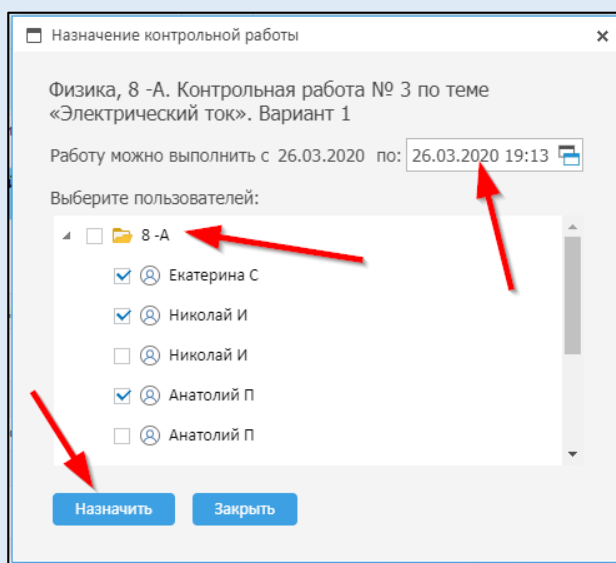 Назначение контрольной работы
Физика, 8 -А. Контрольная работа № 3 по теме
«Электрический ток». Вариант 1
Работу можно выполнить с 26.03.2020 по: 26.03.2020 19:13
Выберите пользователей:
8 -А
Екатерина С
Николай И
Николай И
Анатолий П
Анатолий П
Назначить Закрыть